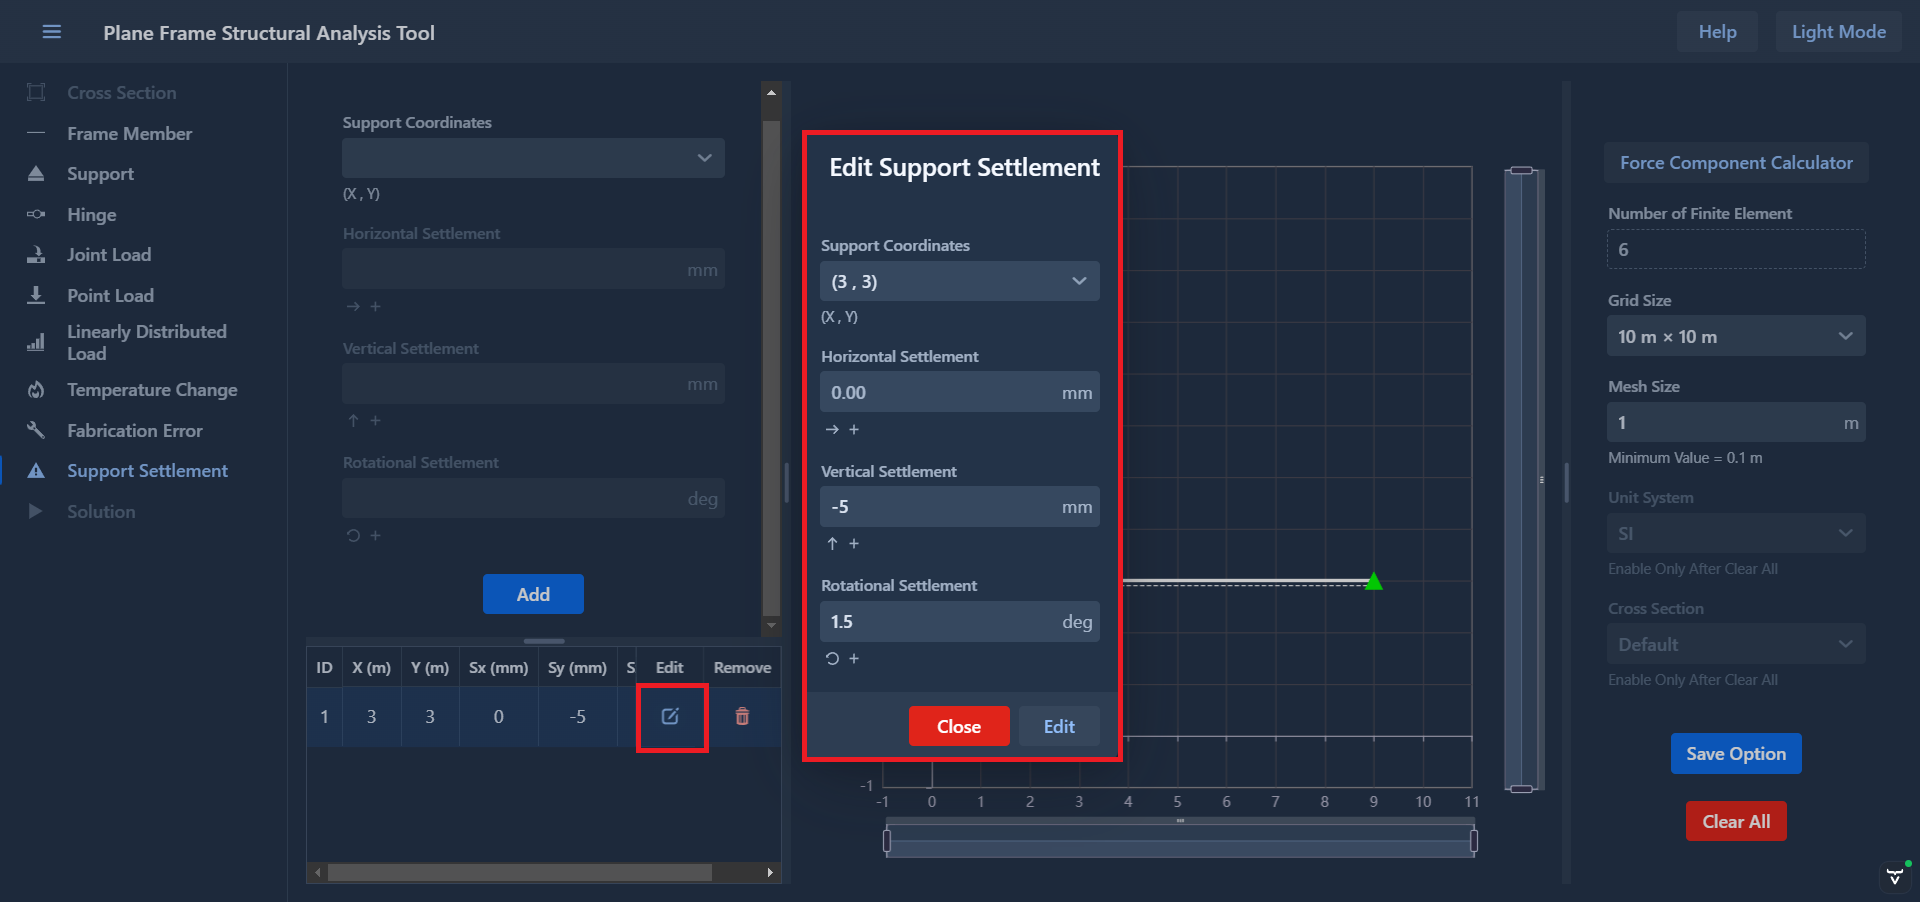 Plane Frame Structural Analysis Tool
Help
Light Mode
Cross Section
Frame Member
Support
Hinge
Joint Load
Point Load
Linearly Distributed
Load
Temperature Change
Fabrication Error
Support Settlement
Solution
Support Coordinates
(X , Y)
Horizontal Settlement
mm
→ +
Vertical Settlement
mm
↑ +
Rotational Settlement
deg
+
Add
ID X (m) Y (m) Sx (mm) Sy (mm) S Edit Remove
1 3 3 0 -5
Edit Support Settlement
Support Coordinates
(3 , 3)
(X , Y)
Horizontal Settlement
0.00 mm
→ +
Vertical Settlement
-5 mm
↑ +
Rotational Settlement
1.5 deg
+
Close
Edit
-1
-1 0 1 2 3 4 5 6 7 8 9 10 11
Force Component Calculator
Number of Finite Element
6
Grid Size
10 m × 10 m
Mesh Size
1 m
Minimum Value = 0.1 m
Unit System
SI
Enable Only After Clear All
Cross Section
Default
Enable Only After Clear All
Save Option
Clear All